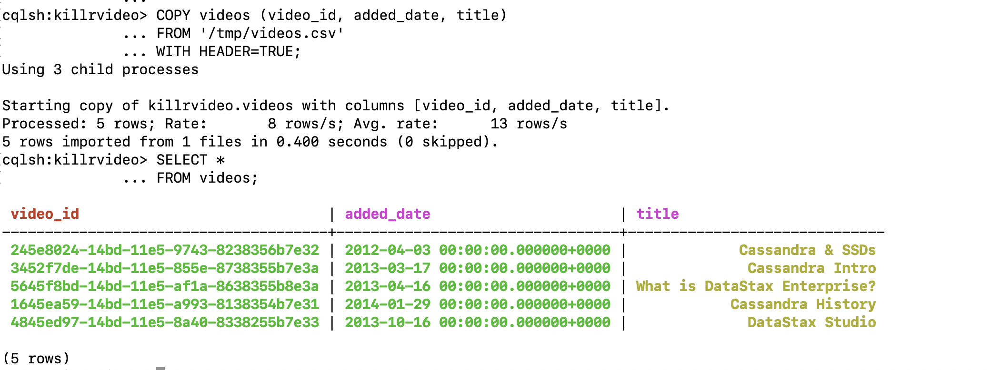 ...
cqlsh:killrvideo> COPY videos (video_id, added_date, title)
... FROM '/tmp/videos.csv'
... WITH HEADER=TRUE;
Using 3 child processes
Starting copy of killrvideo.videos with columns [video_id, added_date, title].
Processed: 5 rows; Rate:       8 rows/s; Avg. rate:      13 rows/s
5 rows imported from 1 files in 0.400 seconds (0 skipped).
cqlsh:killrvideo> SELECT *
... FROM videos;
video_id                             | added_date                      | title
--------------------------------------+---------------------------------+------------------------------
245e8024-14bd-11e5-9743-8238356b7e32 | 2012-04-03 00:00:00.000000+0000 |             Cassandra & SSDs
3452f7de-14bd-11e5-855e-8738355b7e3a | 2013-03-17 00:00:00.000000+0000 |              Cassandra Intro
5645f8bd-14bd-11e5-af1a-8638355b8e3a | 2013-04-16 00:00:00.000000+0000 | What is DataStax Enterprise?
1645ea59-14bd-11e5-a993-8138354b7e31 | 2014-01-29 00:00:00.000000+0000 |            Cassandra History
4845ed97-14bd-11e5-8a40-8338255b7e33 | 2013-10-16 00:00:00.000000+0000 |              DataStax Studio
(5 rows)